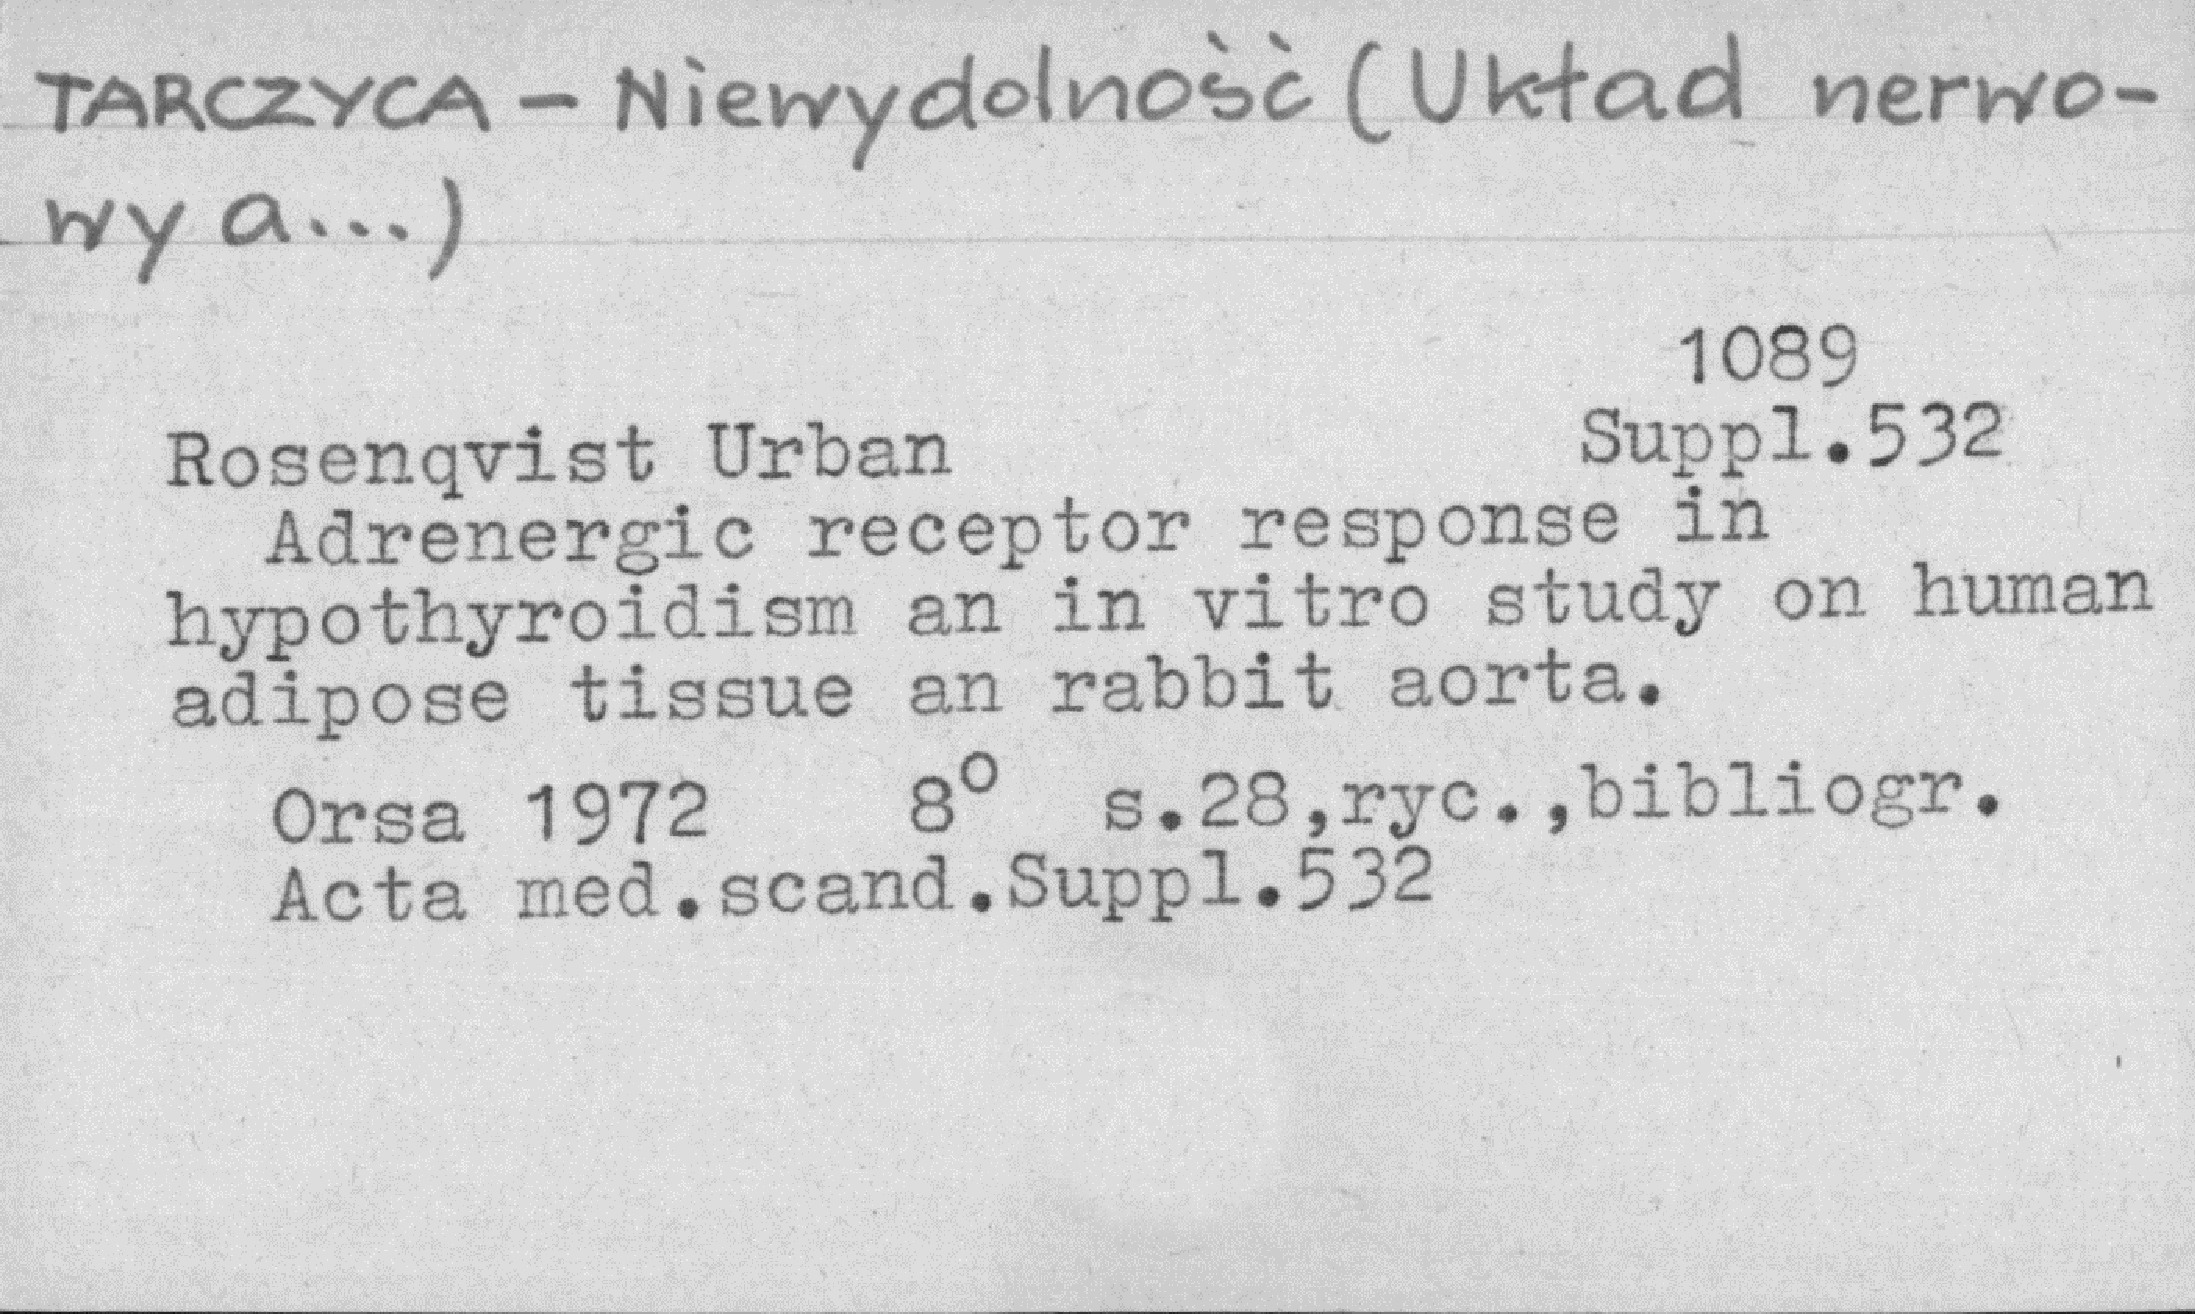 TARCZYCA - Niewydolność (Układ nerwo-
wy a...)
1089
Suppl.532
Rosenqvist Urban
Adrenergic receptor response in
hypothyroidism an in vitro study on human
adipose tissue an rabbit aorta.
Orsa 1972 8° s.28,ryc.,bibliogr.
Acta med.scand.Suppl.532